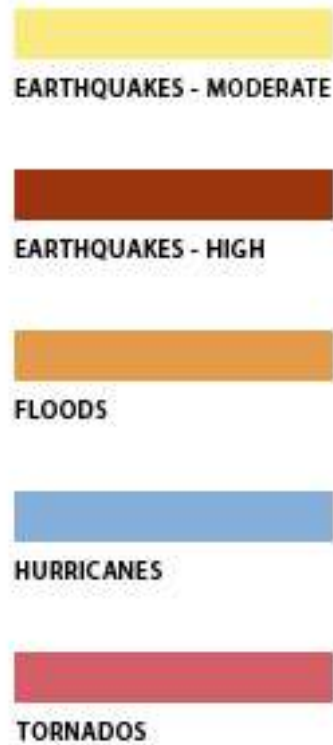 EARTHQUAKES - MODERATE
EARTHQUAKES - HIGH
FLOODS
HURRICANES
TORNADOS